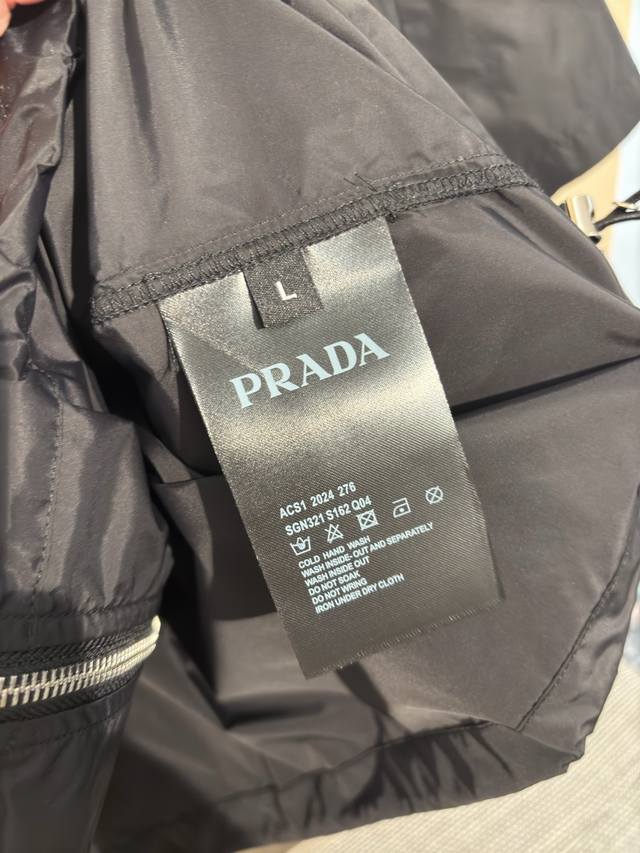 L
PRADA
ACS1 2024 276
SGN321 S162 Q04
COLD HAND WASH
WASH INSIDE- OUT AND SEPARATELY
WASH INSIDE OUT
DO NOT SOAK
DO NOT WRING
IRON UNDER DRY CLOTH